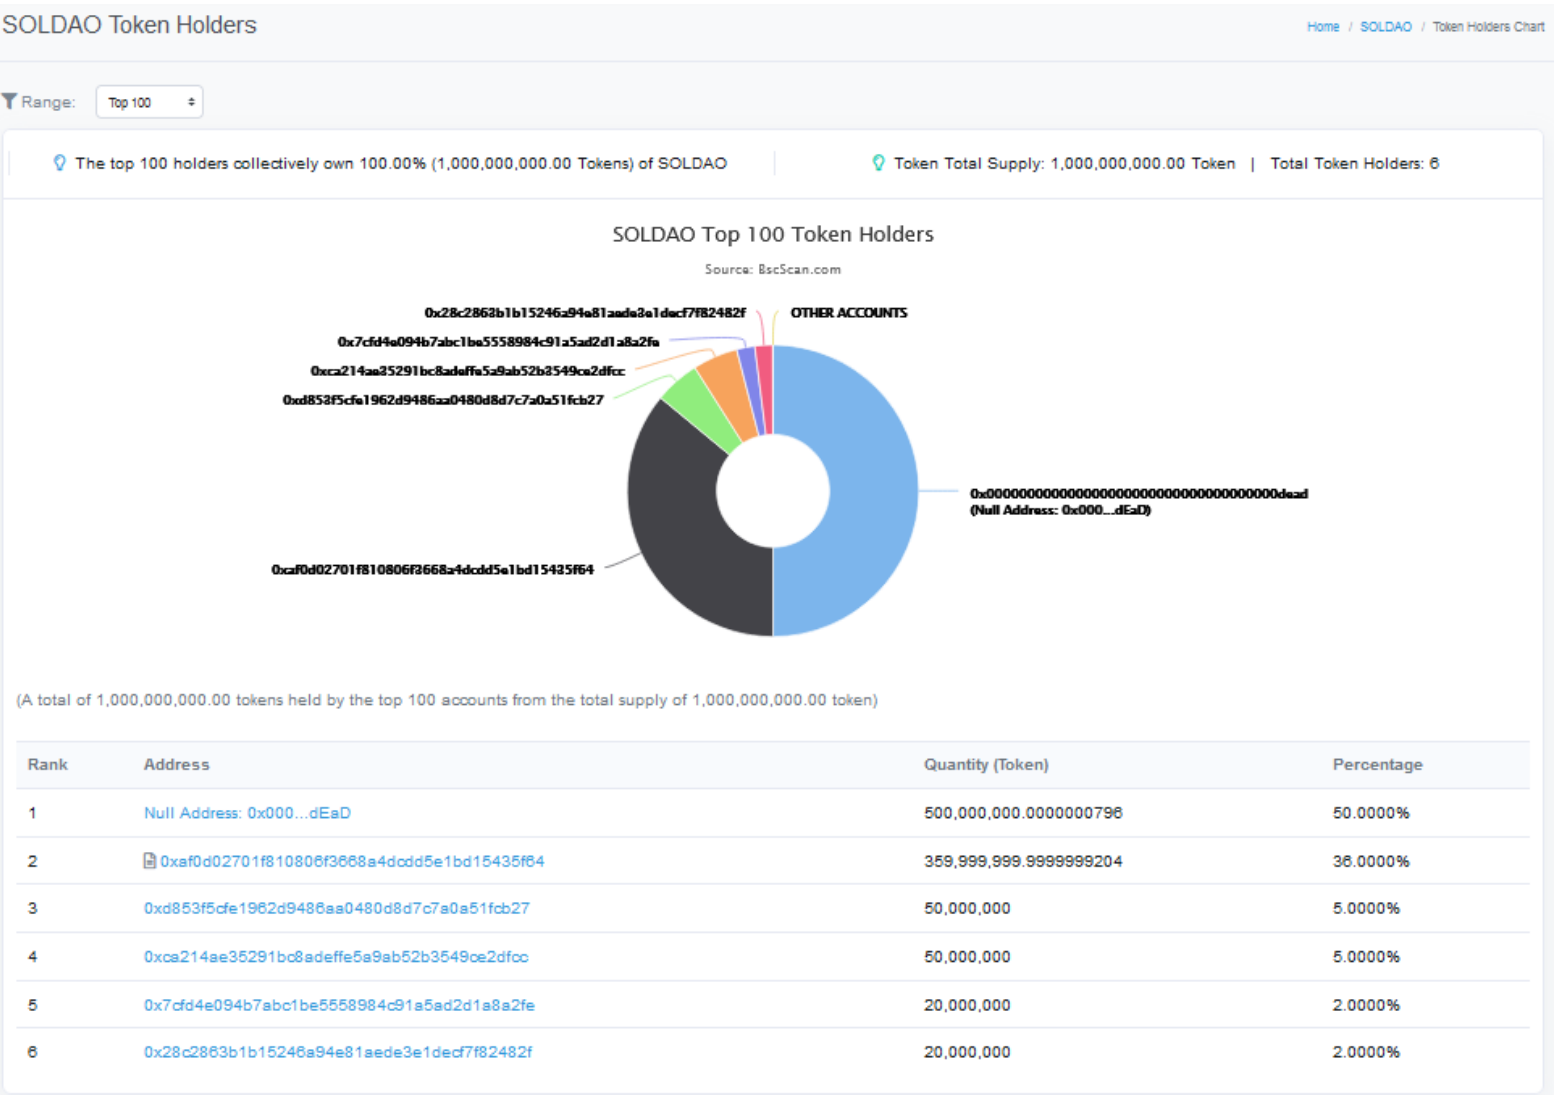 SOLDAO Token Holders
Home / SOLDAO / Token Holders Chart
Range: Top 100
The top 100 holders collectively own 100.00% (1,000,000,000.00 Tokens) of SOLDAO
Token Total Supply: 1,000,000,000.00 Token | Total Token Holders: 6
SOLDAO Top 100 Token Holders
Source: BscScan.com
0x28c2863b1b15246a94e81aede3e1decf7f82482f
OTHER ACCOUNTS
0x7cfd4e094b7abc1be5558984c91a5ad2d1a8a2fe
0xca214ae35291bc8adeffe5a9ab52b3549ce2dfcc
0xd853f5cfe1962d9486aa0480d8d7c7a0a51fcb27
0x000000000000000000000000000000000000dead
(Null Address: 0x000...dEaD)
0xaf0d02701f810806f3668a4dcdd5e1bd15435f64
(A total of 1,000,000,000.00 tokens held by the top 100 accounts from the total supply of 1,000,000,000.00 token)
Rank Address Quantity (Token) Percentage
1 Null Address: 0x000...dEaD 500,000,000.0000000796 50.0000%
2 0xaf0d02701f810806f3668a4dcdd5e1bd15435f64 359,999,999.9999999204 36.0000%
3 0xd853f5cfe1962d9486aa0480d8d7c7a0a51fcb27 50,000,000 5.0000%
4 0xca214ae35291bc8adeffe5a9ab52b3549ce2dfcc 50,000,000 5.0000%
5 0x7cfd4e094b7abc1be5558984c91a5ad2d1a8a2fe 20,000,000 2.0000%
6 0x28c2863b1b15246a94e81aede3e1decf7f82482f 20,000,000 2.0000%